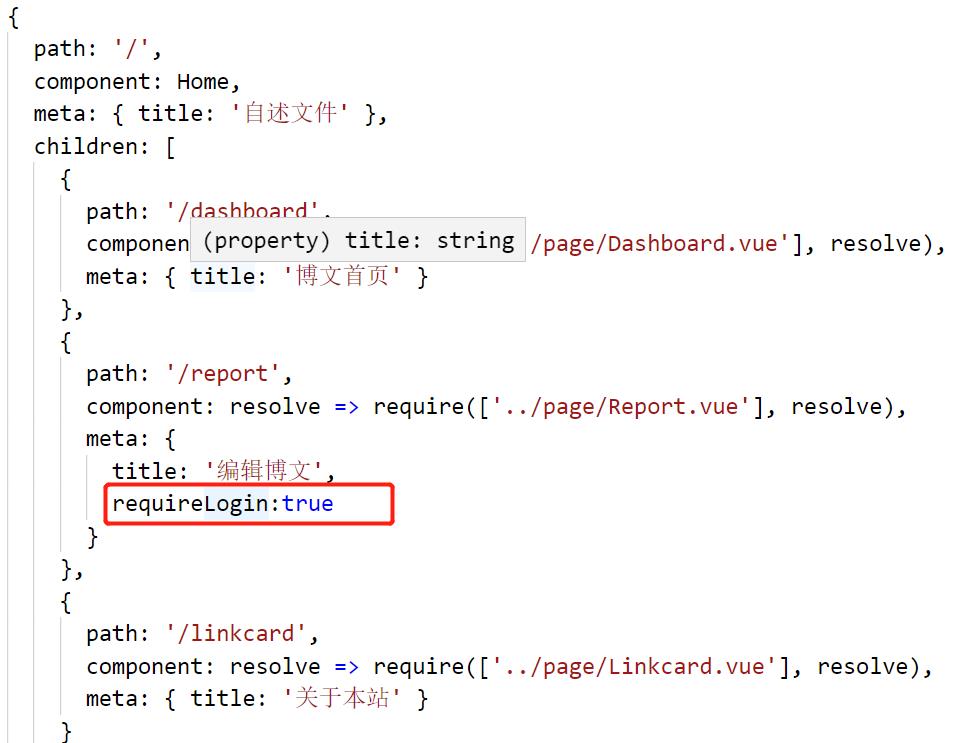 {
path: '/',
component: Home,
meta: { title: '自述文件' },
children: [
{
path: '/dashboard',
component (property) title: string /page/Dashboard.vue'], resolve),
meta: { title: '博文首页' }
},
{
path: '/report',
component: resolve => require(['../page/Report.vue'], resolve),
meta: {
title: '编辑博文',
requireLogin:true
}
},
{
path: '/linkcard',
component: resolve => require(['../page/Linkcard.vue'], resolve),
meta: { title: '关于本站' }
}